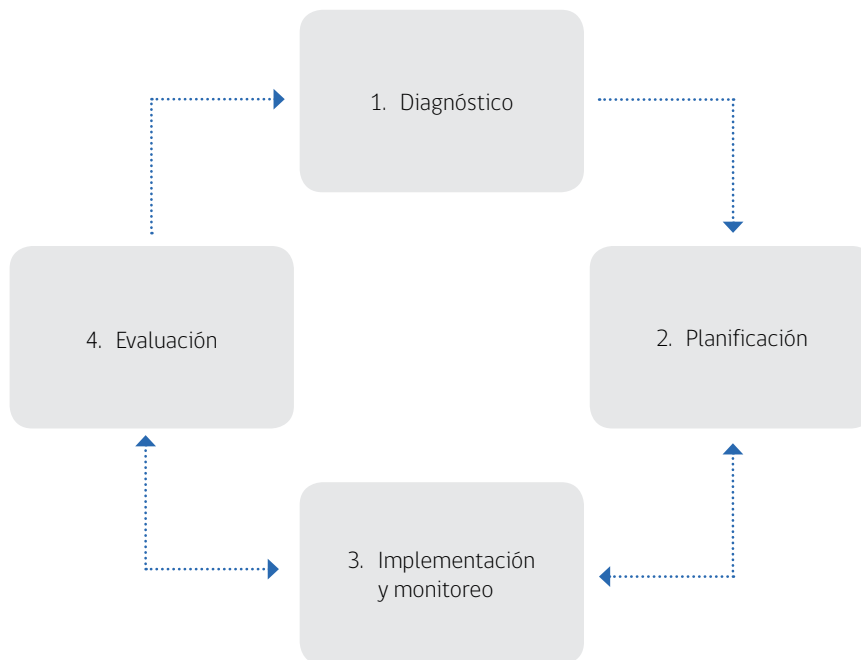 1. Diagnóstico
2. Planificación
3. Implementación
y monitoreo
4. Evaluación